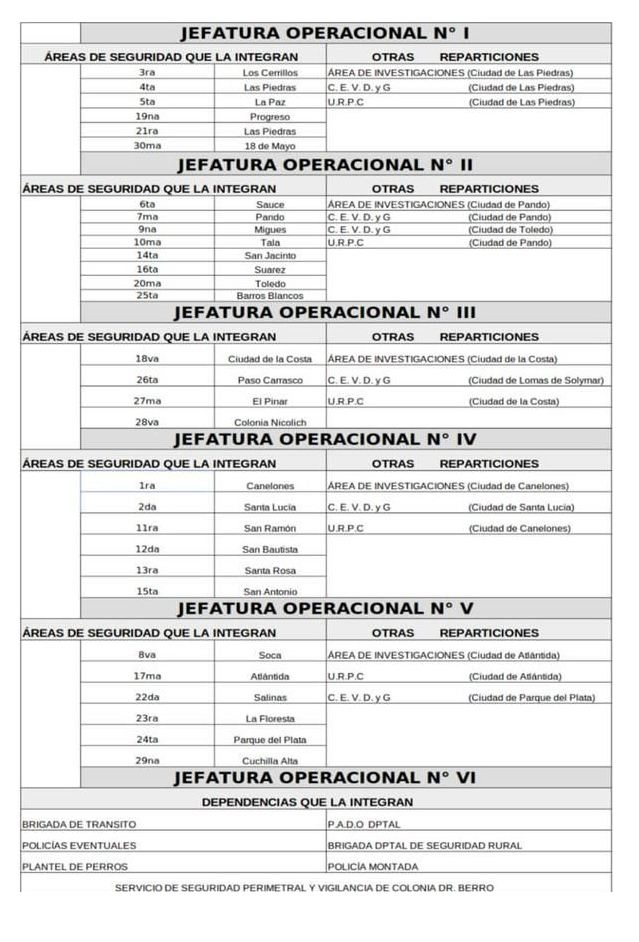 JEFATURA OPERACIONAL N° I
ÁREAS DE SEGURIDAD QUE LA INTEGRAN OTRAS REPARTICIONES
3ra Los Cerrillos ÁREA DE INVESTIGACIONES (Ciudad de Las Piedras)
4ta Las Piedras C. E. V. D. y G (Ciudad de Las Piedras)
5ta La Paz U.R.P.C (Ciudad de Las Piedras)
19na Progreso
21ra Las Piedras
30ma 18 de Mayo
JEFATURA OPERACIONAL N° II
ÁREAS DE SEGURIDAD QUE LA INTEGRAN OTRAS REPARTICIONES
6ta Sauce ÁREA DE INVESTIGACIONES (Ciudad de Pando)
7ma Pando C. E. V. D. y G (Ciudad de Pando)
9na Migues C. E. V. D. y G (Ciudad de Toledo)
10ma Tala U.R.P.C (Ciudad de Pando)
14ta San Jacinto
16ta Suarez
20ma Toledo
25ta Barros Blancos
JEFATURA OPERACIONAL N° III
ÁREAS DE SEGURIDAD QUE LA INTEGRAN OTRAS REPARTICIONES
18va Ciudad de la Costa ÁREA DE INVESTIGACIONES (Ciudad de la Costa)
26ta Paso Carrasco C. E. V. D. y G (Ciudad de Lomas de Solymar)
27ma El Pinar U.R.P.C (Ciudad de la Costa)
28va Colonia Nicolich
JEFATURA OPERACIONAL N° IV
ÁREAS DE SEGURIDAD QUE LA INTEGRAN OTRAS REPARTICIONES
1ra Canelones ÁREA DE INVESTIGACIONES (Ciudad de Canelones)
2da Santa Lucía C. E. V. D. y G (Ciudad de Santa Lucía)
11ra San Ramón U.R.P.C (Ciudad de Canelones)
12da San Bautista
13ra Santa Rosa
15ta San Antonio
JEFATURA OPERACIONAL N° V
ÁREAS DE SEGURIDAD QUE LA INTEGRAN OTRAS REPARTICIONES
8va Soca ÁREA DE INVESTIGACIONES (Ciudad de Atlántida)
17ma Atlántida U.R.P.C (Ciudad de Atlántida)
22da Salinas C. E. V. D. y G (Ciudad de Parque del Plata)
23ra La Floresta
24ta Parque del Plata
29na Cuchilla Alta
JEFATURA OPERACIONAL N° VI
DEPENDENCIAS QUE LA INTEGRAN
BRIGADA DE TRANSITO P.A.D.O DPTAL
POLICÍAS EVENTUALES BRIGADA DPTAL DE SEGURIDAD RURAL
PLANTEL DE PERROS POLICÍA MONTADA
SERVICIO DE SEGURIDAD PERIMETRAL Y VIGILANCIA DE COLONIA DR. BERRO